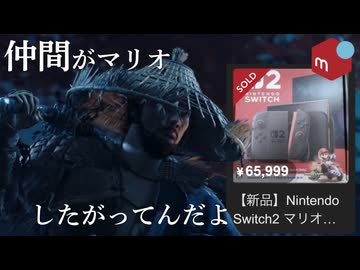 仲間がマリオ
m
SOLD
2
NINTENDO
SWITCH
¥65,999
【新品】Nintendo
Switch2 マリオ…
したがってんだよ